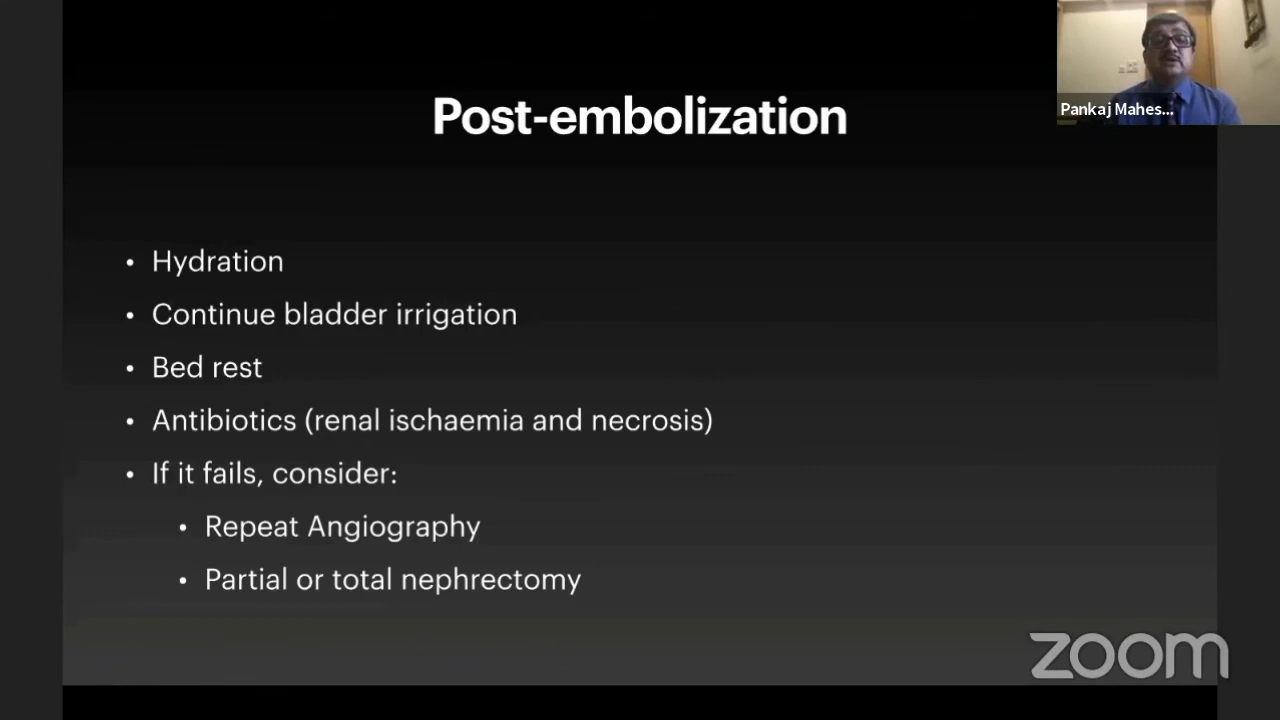 Pankaj Mahes...
Post-embolization
• Hydration
• Continue bladder irrigation
• Bed rest
• Antibiotics (renal ischaemia and necrosis)
• If it fails, consider:
• Repeat Angiography
• Partial or total nephrectomy
zoom